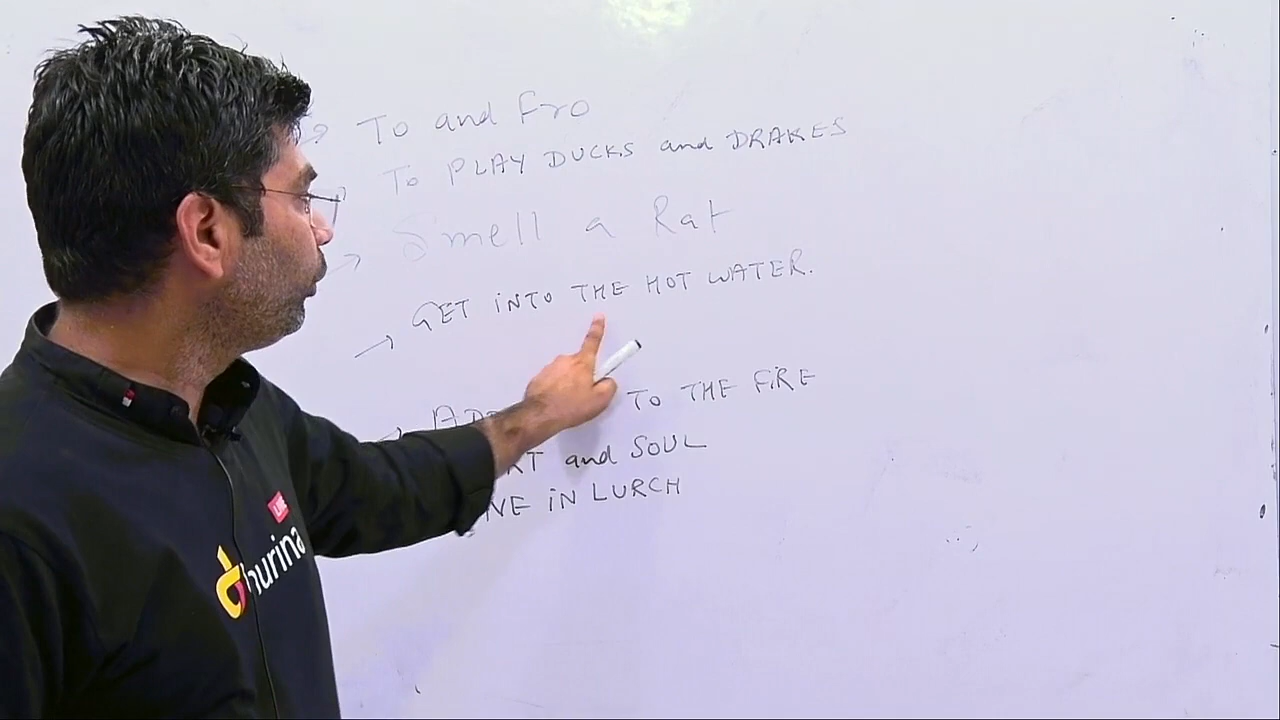 To and Fro
To PLAY DUCKS and DRAKES
Smell a Rat
GET iNTO THE HOT WATER.
TO THE FiRE
and SOUL
iN LURCH
LIVE
hurina